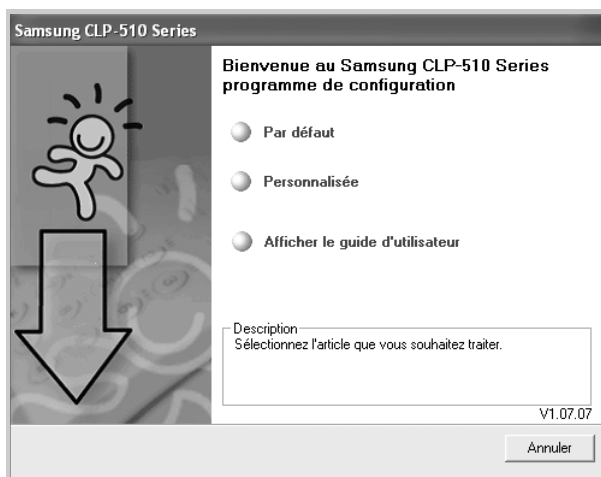 Samsung CLP-510 Series
Bienvenue au Samsung CLP-510 Series
programme de configuration
Par défaut
Personnalisée
Afficher le guide d'utilisateur
Description
Sélectionnez l'article que vous souhaitez traiter.
V1.07.07
Annuler